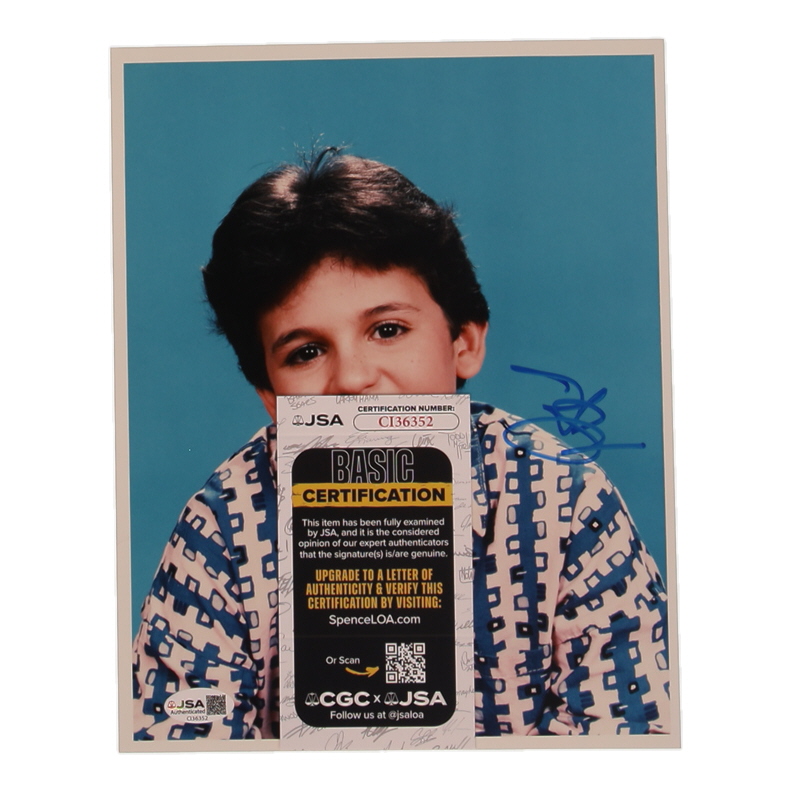 JSA
CERTIFICATION NUMBER:
CI36352
BASIC
CERTIFICATION
This item has been fully examined
by JSA, and it is the considered
opinion of our expert authenticators
that the signature(s) is/are genuine.
UPGRADE TO A LETTER OF
AUTHENTICITY & VERIFY THIS
CERTIFICATION BY VISITING:
SpenceLOA.com
Or Scan
CGC x JSA
Follow us at @jsaloa
JSA
Authenticated
CI36352